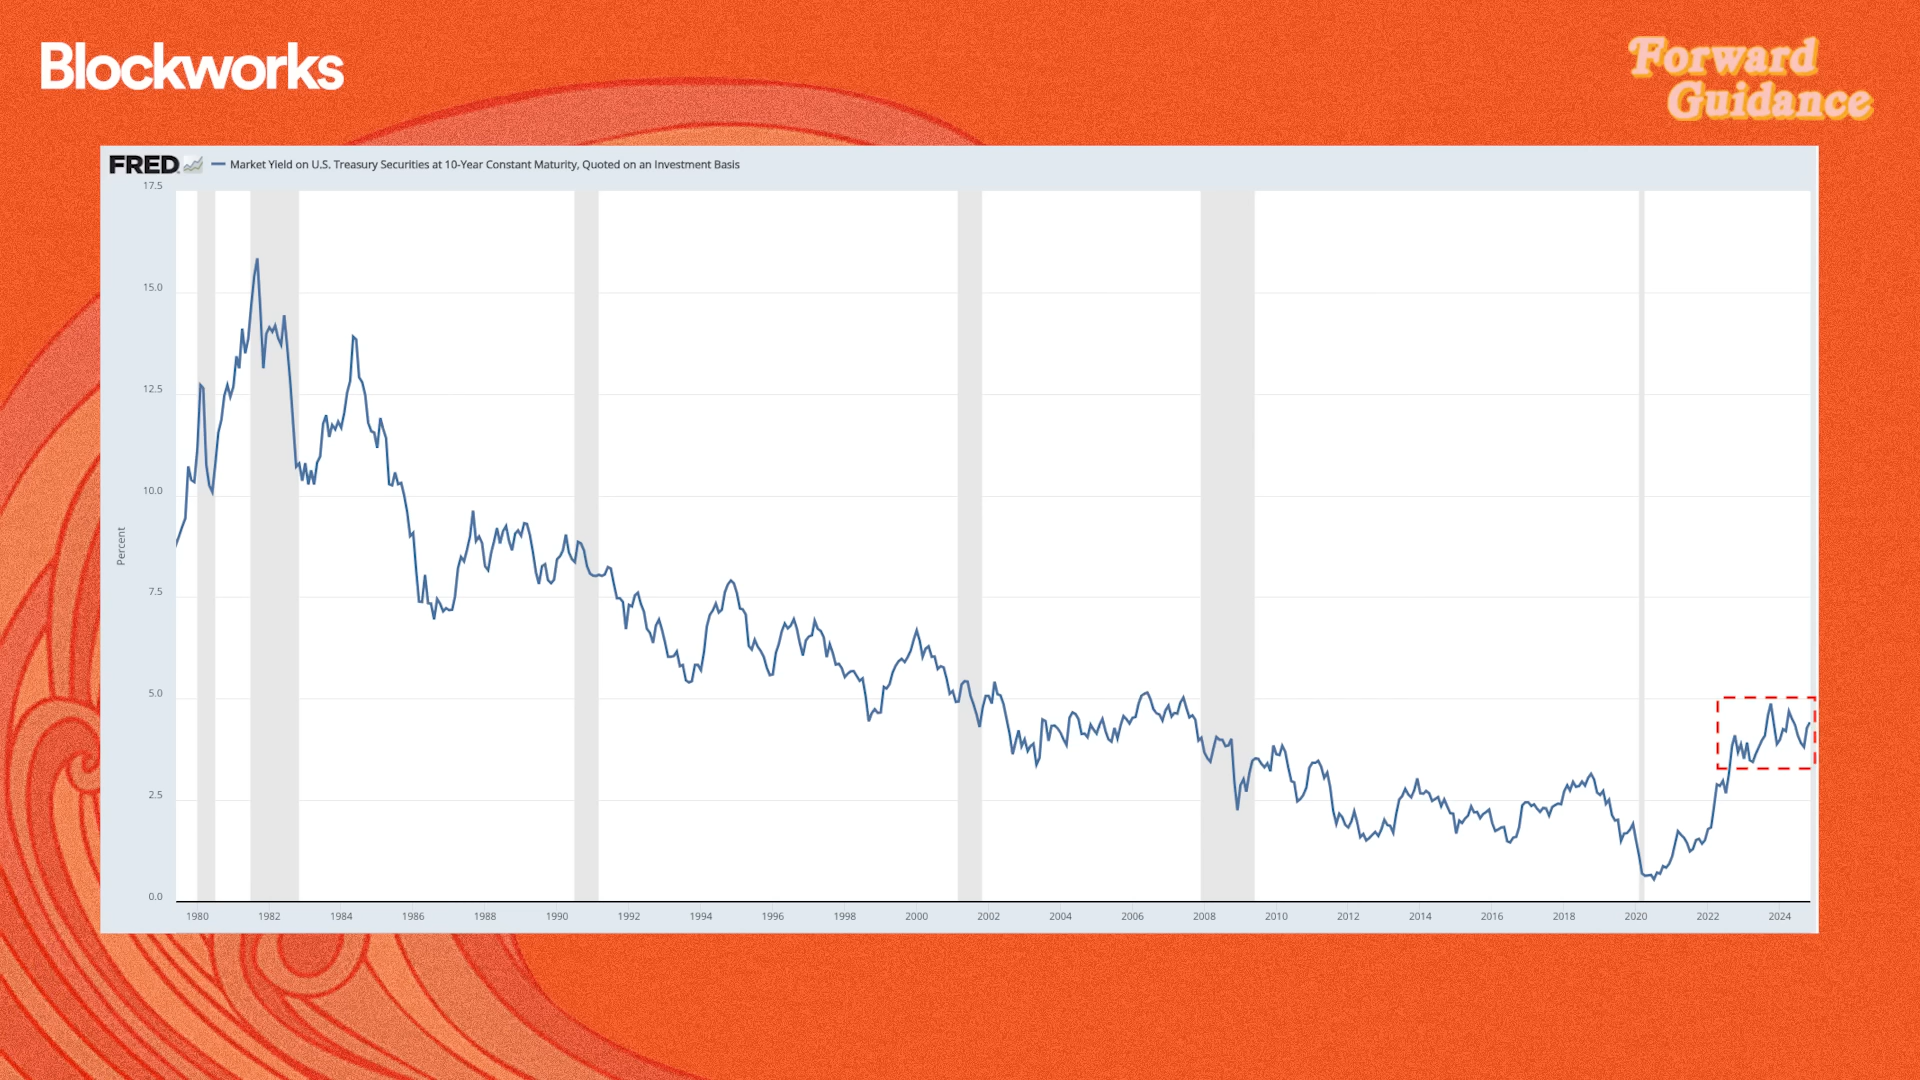 Blockworks
Forward
Guidance
FRED
Market Yield on U.S. Treasury Securities at 10-Year Constant Maturity, Quoted on an Investment Basis
17.5
15.0
12.5
10.0
7.5
5.0
2.5
0.0
Percent
1980 1982 1984 1986 1988 1990 1992 1994 1996 1998 2000 2002 2004 2006 2008 2010 2012 2014 2016 2018 2020 2022 2024